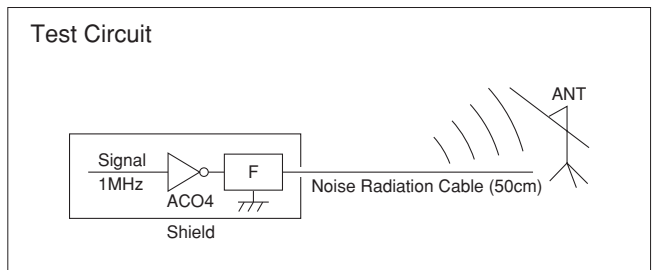 Test Circuit
ANT
Signal
1MHz
F
ACO4
Noise Radiation Cable (50cm)
Shield